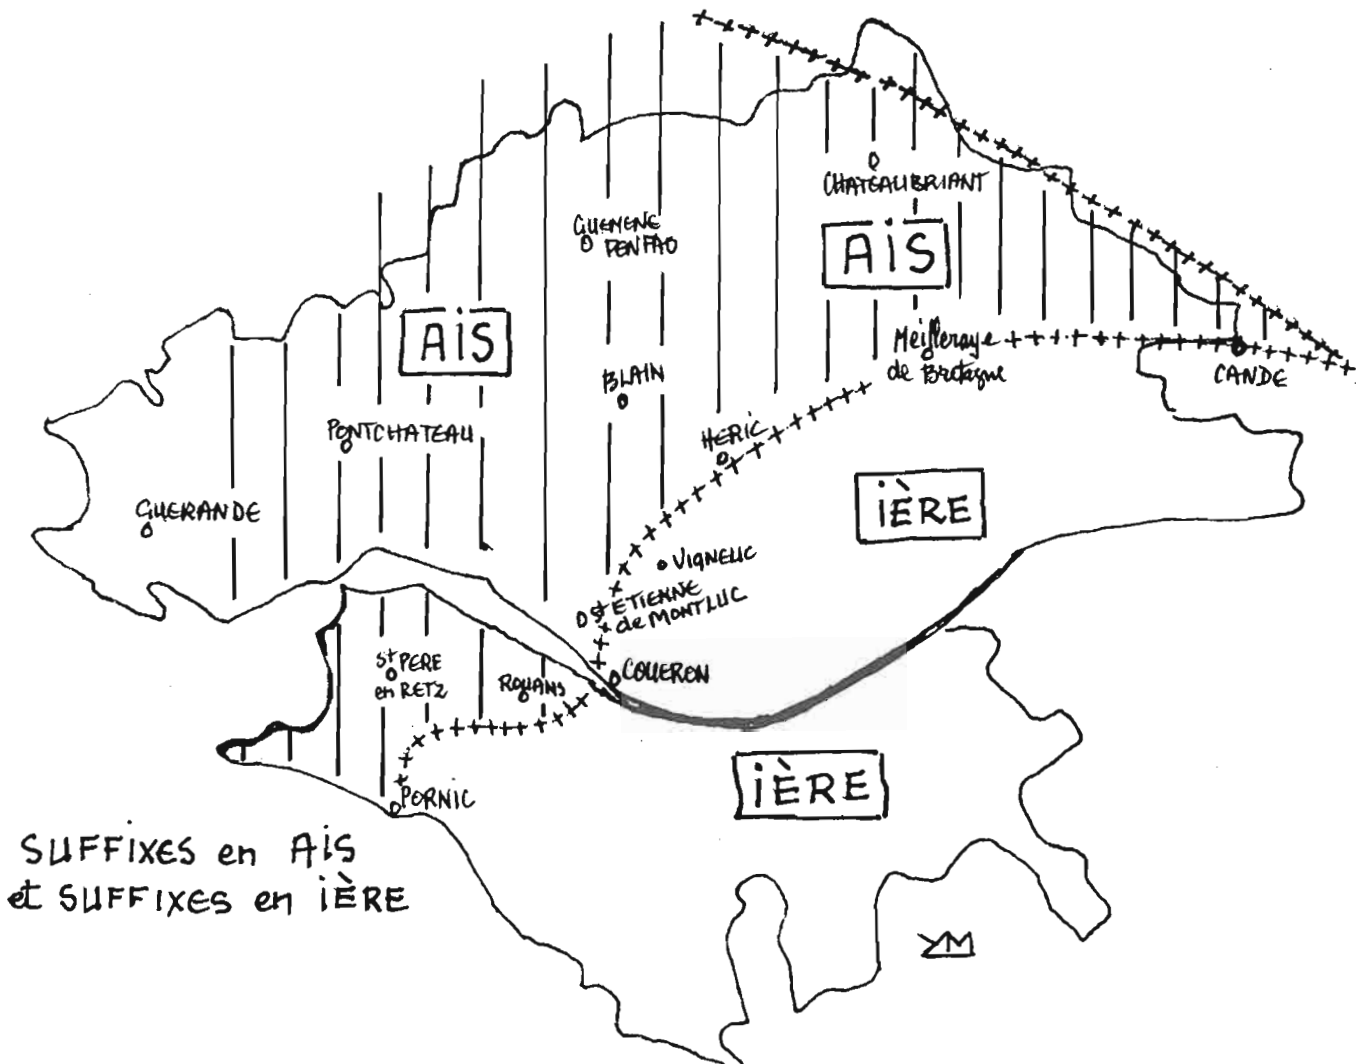 CHATEAUBRIANT
GUEMENE
PENFAO
AiS
AiS
Meilleraye
de Bretagne
CANDE
BLAIN
PONTCHATEAU
HERIC
GUERANDE
iÈRE
VIGNEUC
St ETIENNE
de MONTLUC
St PERE
en RETZ
ROUANS
COUERON
iÈRE
PORNIC
SUFFiXES en AiS
et SUFFIXES en iÈRE
YM